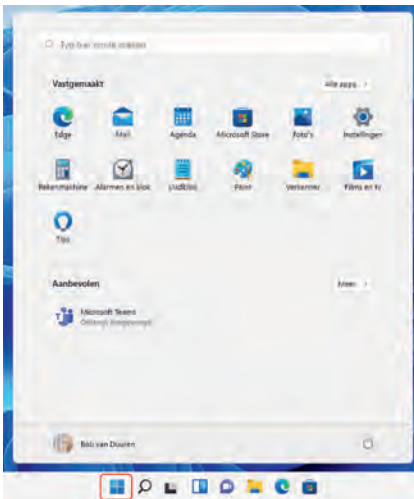 Typ hier om te zoeken
Vastgemaakt
Alle apps >
Edge
Mail
Agenda
Microsoft Store
Foto's
Instellingen
Rekenmachine
Alarmen en klok
Kladblok
Paint
Verkenner
Films en tv
Tips
Aanbevolen
Meer >
Microsoft Teams
Bob van Duuren